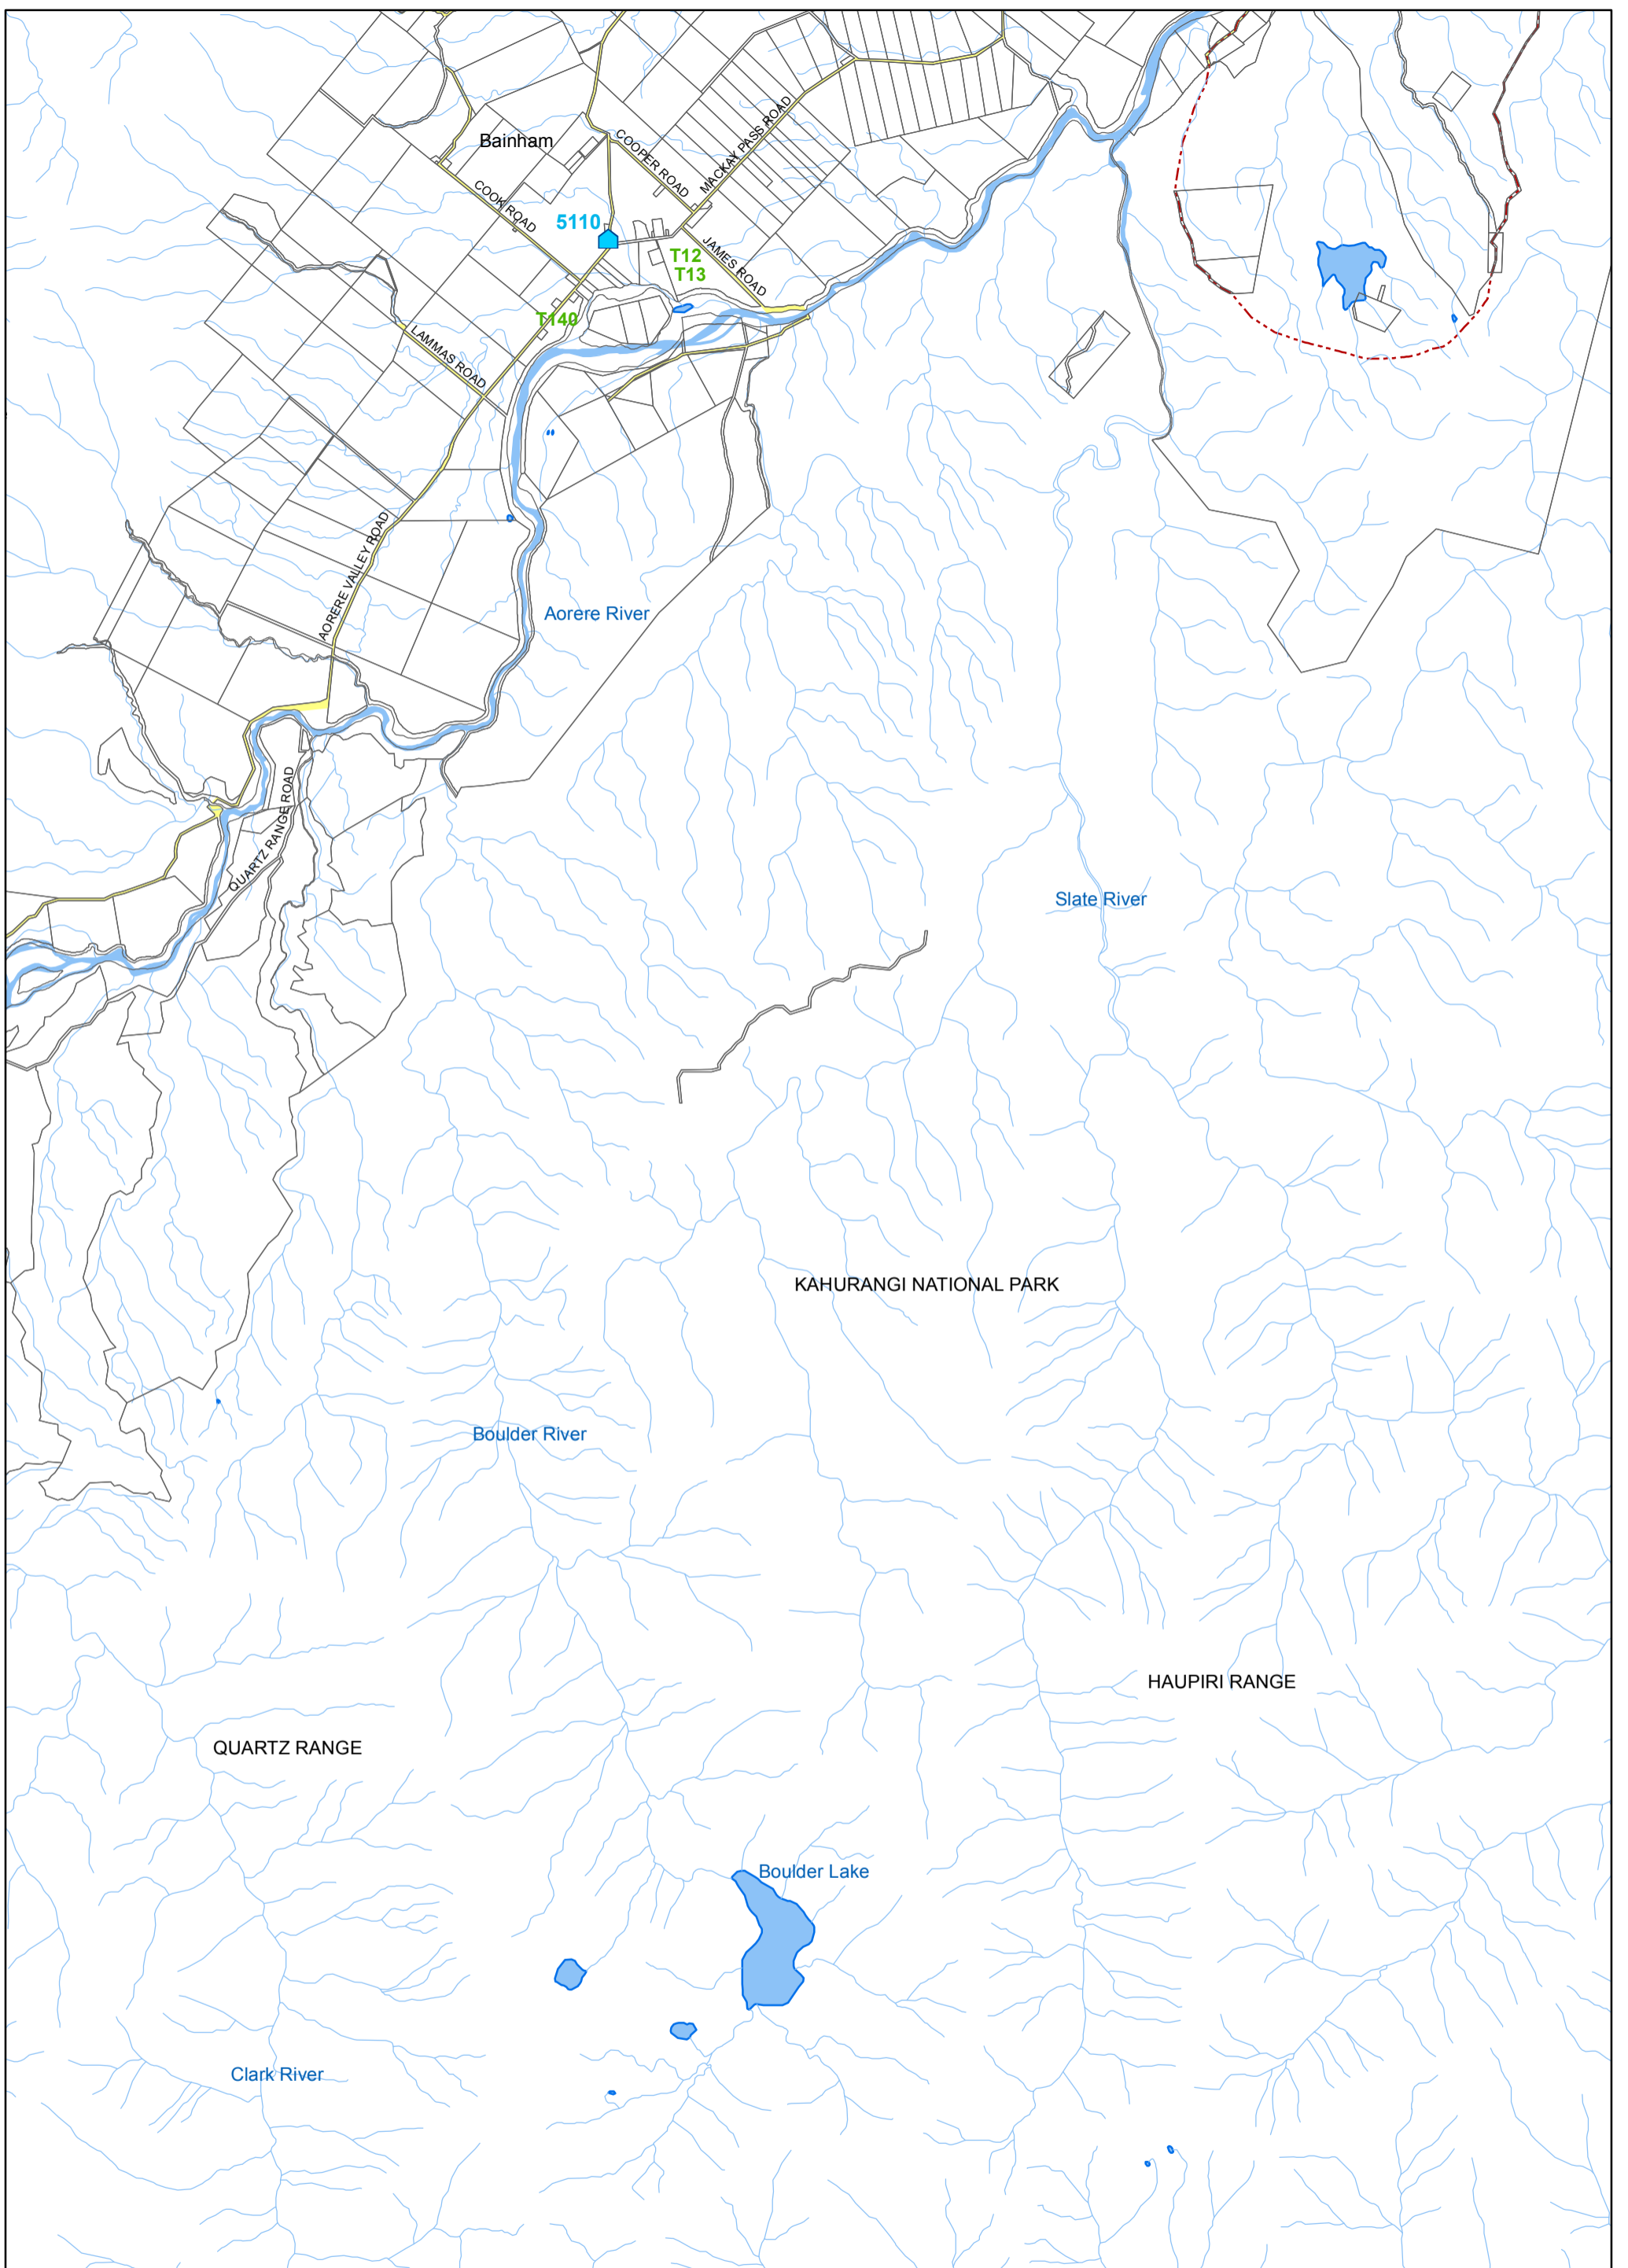 Bainham
COOPER ROAD
MACKAY PASS ROAD
COOK ROAD
5110
T12
T13
JAMES ROAD
T140
LAMMAS ROAD
AORERE VALLEY ROAD
Aorere River
QUARTZ RANGE ROAD
Slate River
KAHURANGI NATIONAL PARK
Boulder River
HAUPIRI RANGE
QUARTZ RANGE
Boulder Lake
Clark River